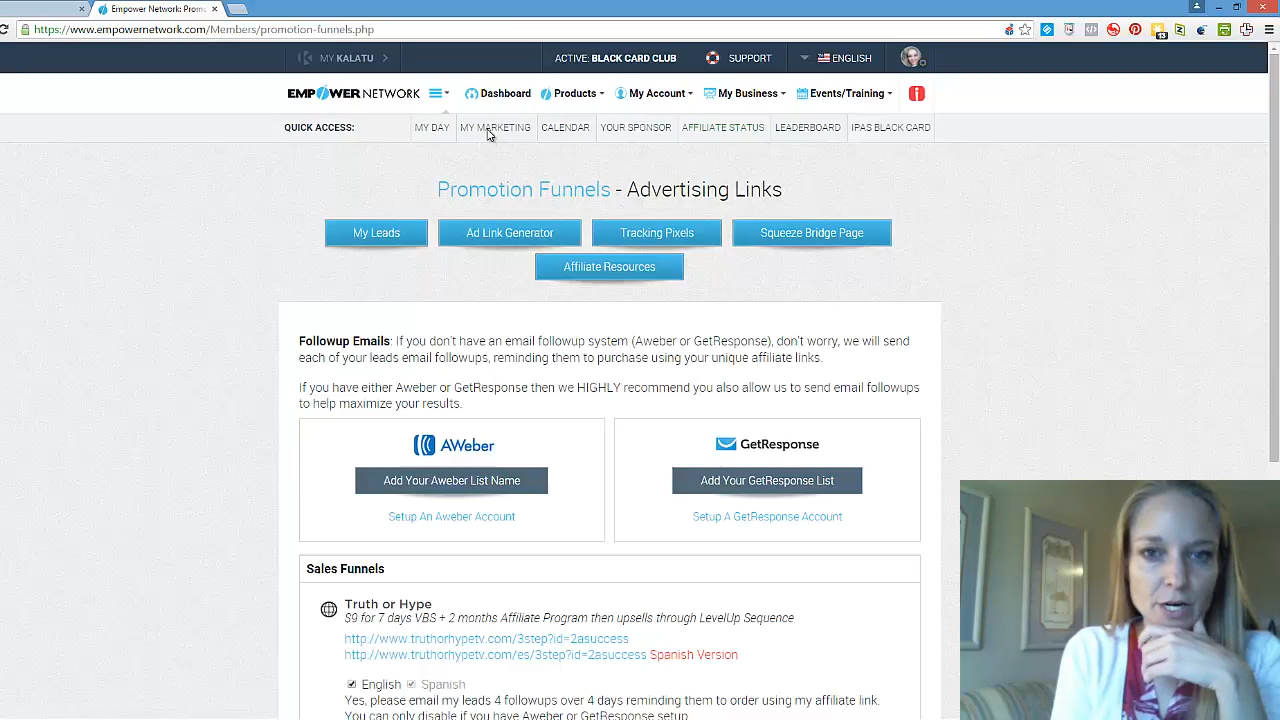 Empower Network: Prom
https://www.empowernetwork.com/Members/promotion-funnels.php
13
MY KALATU
ACTIVE: BLACK CARD CLUB
SUPPORT
ENGLISH
EMPOWER NETWORK
Dashboard
Products
My Account
My Business
Events/Training
QUICK ACCESS:
MY DAY
MY MARKETING
CALENDAR
YOUR SPONSOR
AFFILIATE STATUS
LEADERBOARD
IPAS BLACK CARD
Promotion Funnels - Advertising Links
My Leads
Ad Link Generator
Tracking Pixels
Squeeze Bridge Page
Affiliate Resources
Followup Emails: If you don't have an email followup system (Aweber or GetResponse), don't worry, we will send
each of your leads email followups, reminding them to purchase using your unique affiliate links.
If you have either Aweber or GetResponse then we HIGHLY recommend you also allow us to send email followups
to help maximize your results.
AWeber
GetResponse
Add Your Aweber List Name
Add Your GetResponse List
Setup An Aweber Account
Setup A GetResponse Account
Sales Funnels
Truth or Hype
$9 for 7 days VBS + 2 months Affiliate Program then upsells through LevelUp Sequence
http://www.truthorhypetv.com/3step?id=2asuccess
http://www.truthorhypetv.com/es/3step?id=2asuccess Spanish Version
English Spanish
Yes, please email my leads 4 followups over 4 days reminding them to order using my affiliate link.
You can only disable if you have Aweber or GetResponse setup.